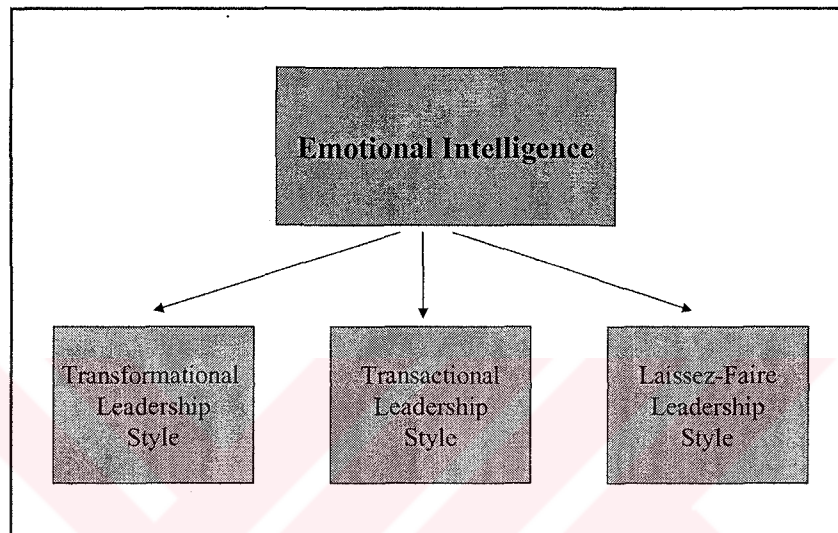 Emotional Intelligence
Transformational
Leadership
Style
Transactional
Leadership
Style
Laissez-Faire
Leadership
Style